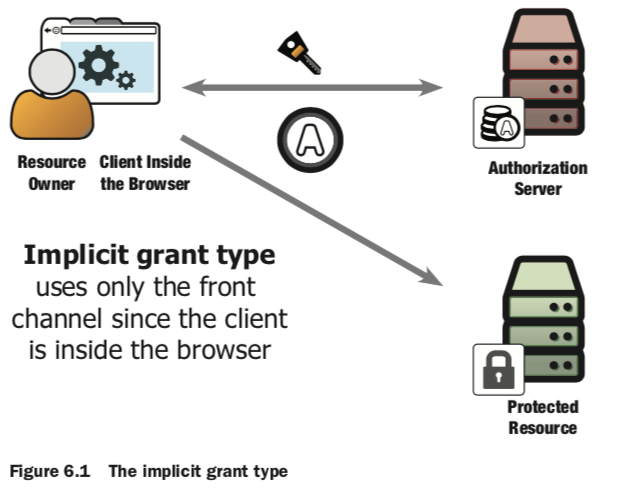 Resource Owner
Client Inside the Browser
Authorization Server
A
A
Implicit grant type
uses only the front
channel since the client
is inside the browser
Protected Resource
Figure 6.1 The implicit grant type